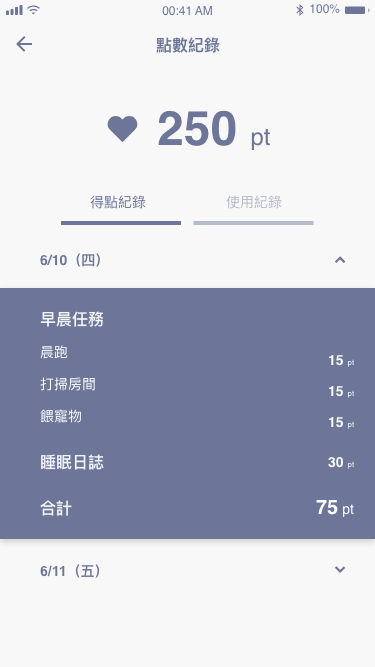 00:41 AM 100%
點數紀錄
250 pt
得點紀錄 使用紀錄
6/10（四）
早晨任務
晨跑 15 pt
打掃房間 15 pt
餵寵物 15 pt
睡眠日誌 30 pt
合計 75 pt
6/11（五）